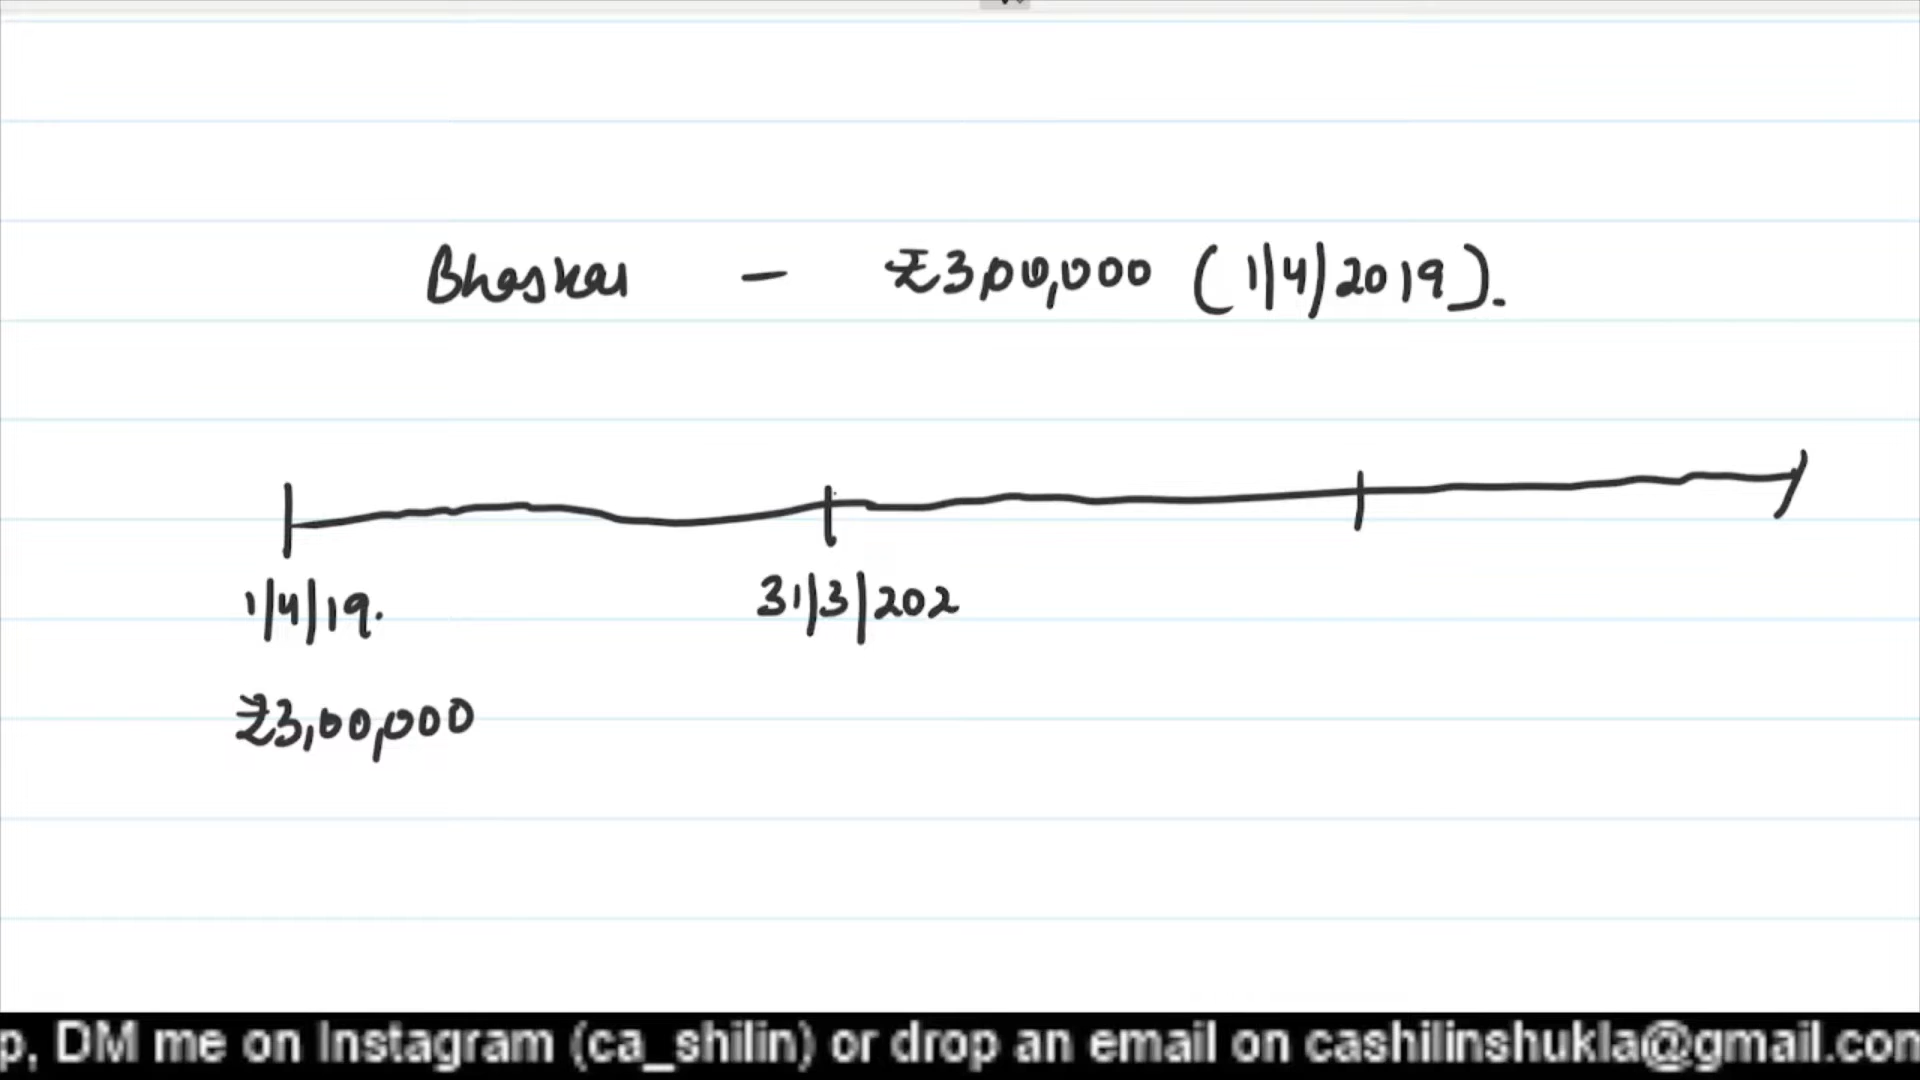 Bhaskar - ₹3,00,000 (1/4/2019).
1/4/19. 31/3/202
₹3,00,000
p, DM me on Instagram (ca_shilin) or drop an email on cashilinshukla@gmail.com